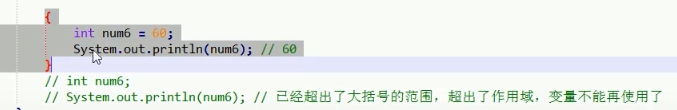 {
int num6 = 60;
System.out.println(num6); // 60
}
// int num6;
// System.out.println(num6); // 已经超出了大括号的范围，超出了作用域，变量不能再使用了